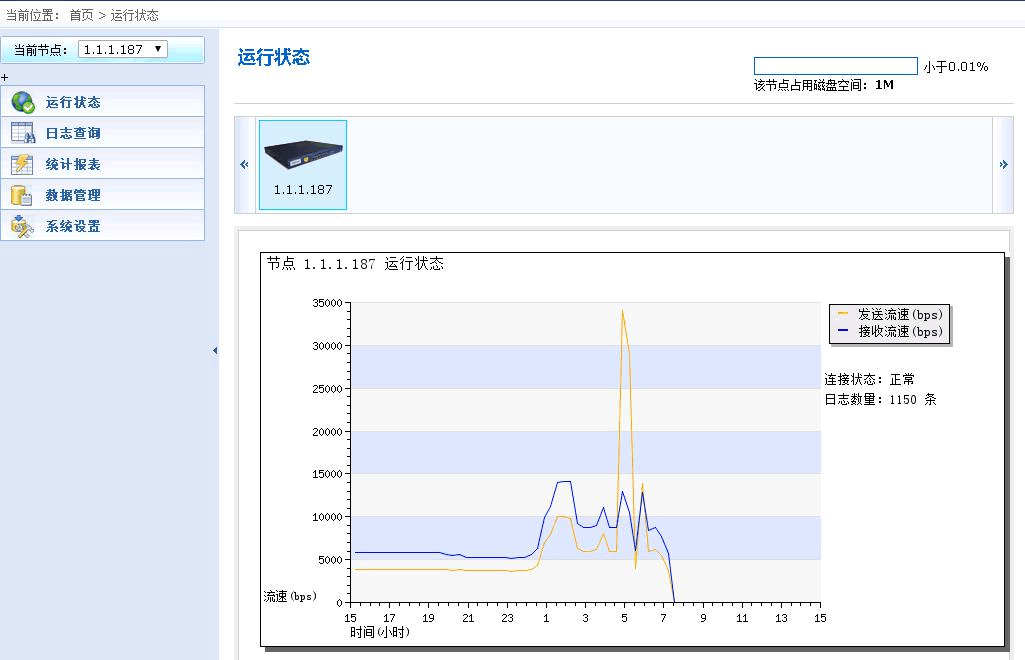 当前位置: 首页 > 运行状态
当前节点: 1.1.1.187 ▼
+
运行状态
日志查询
统计报表
数据管理
系统设置
运行状态
小于0.01%
该节点占用磁盘空间: 1M
«
1.1.1.187
»
节点 1.1.1.187 运行状态
35000
30000
25000
20000
15000
10000
5000
0
流速(bps)
15 17 19 21 23 1 3 5 7 9 11 13 15
时间(小时)
发送流速(bps)
接收流速(bps)
连接状态: 正常
日志数量: 1150 条